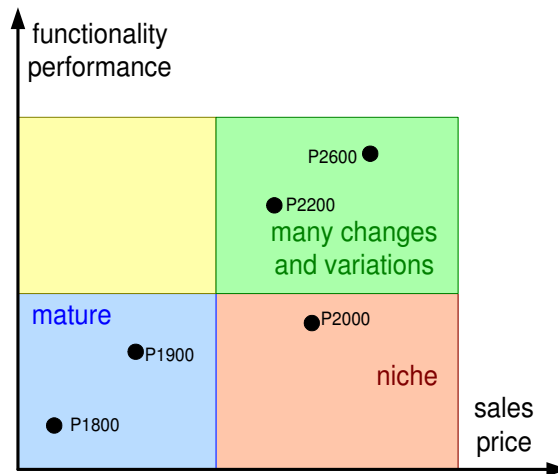 functionality
performance
P2600
P2200
many changes
and variations
mature
P2000
P1900
niche
P1800
sales
price